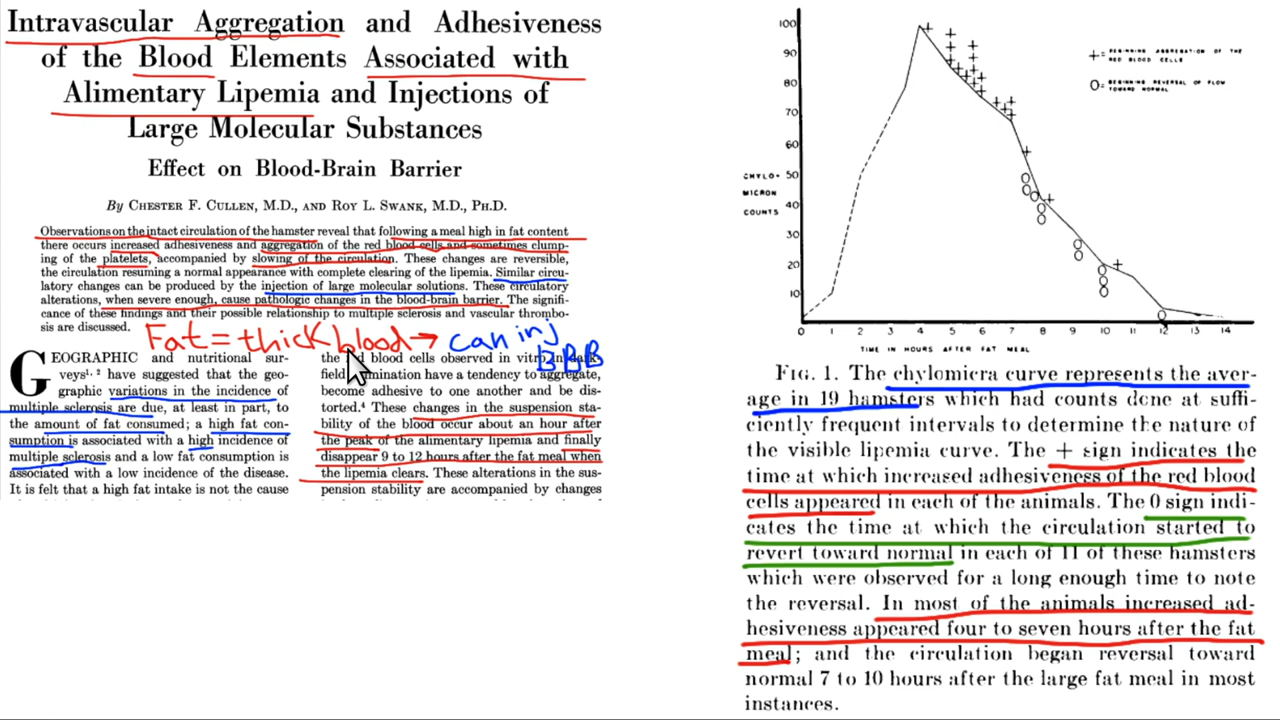 Intravascular Aggregation and Adhesiveness
of the Blood Elements Associated with
Alimentary Lipemia and Injections of
Large Molecular Substances
Effect on Blood-Brain Barrier
By CHESTER F. CULLEN, M.D., AND ROY L. SWANK, M.D., PH.D.
Observations on the intact circulation of the hamster reveal that following a meal high in fat content
there occurs increased adhesiveness and aggregation of the red blood cells and sometimes clump-
ing of the platelets, accompanied by slowing of the circulation. These changes are reversible,
the circulation resuming a normal appearance with complete clearing of the lipemia. Similar circu-
latory changes can be produced by the injection of large molecular solutions. These circulatory
alterations, when severe enough, cause pathologic changes in the blood-brain barrier. The signifi-
cance of these findings and their possible relationship to multiple sclerosis and vascular thrombo-
sis are discussed.
Fat = thick blood → can inj
BBB
GEOGRAPHIC and nutritional sur-
veys1, 2 have suggested that the geo-
graphic variations in the incidence of
multiple sclerosis are due, at least in part, to
the amount of fat consumed; a high fat con-
sumption is associated with a high incidence of
multiple sclerosis and a low fat consumption is
associated with a low incidence of the disease.
It is felt that a high fat intake is not the cause
the blood cells observed in vitro in dark-
field have a tendency to aggregate,
become adhesive to one another and be dis-
torted.4 These changes in the suspension sta-
bility of the blood occur about an hour after
the peak of the alimentary lipemia and finally
disappear 9 to 12 hours after the fat meal when
the lipemia clears. These alterations in the sus-
pension stability are accompanied by changes
100
90
80
70
60
50
40
30
20
10
0
CHYLO-
MICRON
COUNTS
+ = BEGINNING AGGREGATION OF THE
RED BLOOD CELLS
O = BEGINNING REVERSAL OF FLOW
TOWARD NORMAL
0 1 2 3 4 5 6 7 8 9 10 11 12 13 14
TIME IN HOURS AFTER FAT MEAL
FIG. 1. The chylomicra curve represents the aver-
age in 19 hamsters which had counts done at suffi-
ciently frequent intervals to determine the nature of
the visible lipemia curve. The + sign indicates the
time at which increased adhesiveness of the red blood
cells appeared in each of the animals. The 0 sign indi-
cates the time at which the circulation started to
revert toward normal in each of 11 of these hamsters
which were observed for a long enough time to note
the reversal. In most of the animals increased ad-
hesiveness appeared four to seven hours after the fat
meal; and the circulation began reversal toward
normal 7 to 10 hours after the large fat meal in most
instances.